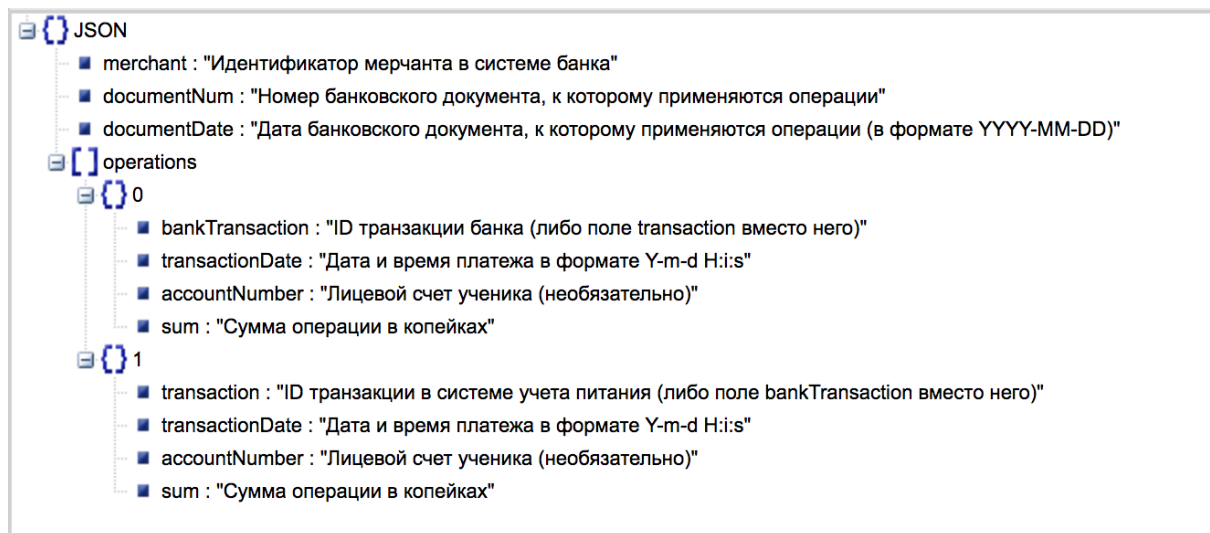 JSON
merchant : "Идентификатор мерчанта в системе банка"
documentNum : "Номер банковского документа, к которому применяются операции"
documentDate : "Дата банковского документа, к которому применяются операции (в формате YYYY-MM-DD)"
operations
0
bankTransaction : "ID транзакции банка (либо поле transaction вместо него)"
transactionDate : "Дата и время платежа в формате Y-m-d H:i:s"
accountNumber : "Лицевой счет ученика (необязательно)"
sum : "Сумма операции в копейках"
1
transaction : "ID транзакции в системе учета питания (либо поле bankTransaction вместо него)"
transactionDate : "Дата и время платежа в формате Y-m-d H:i:s"
accountNumber : "Лицевой счет ученика (необязательно)"
sum : "Сумма операции в копейках"